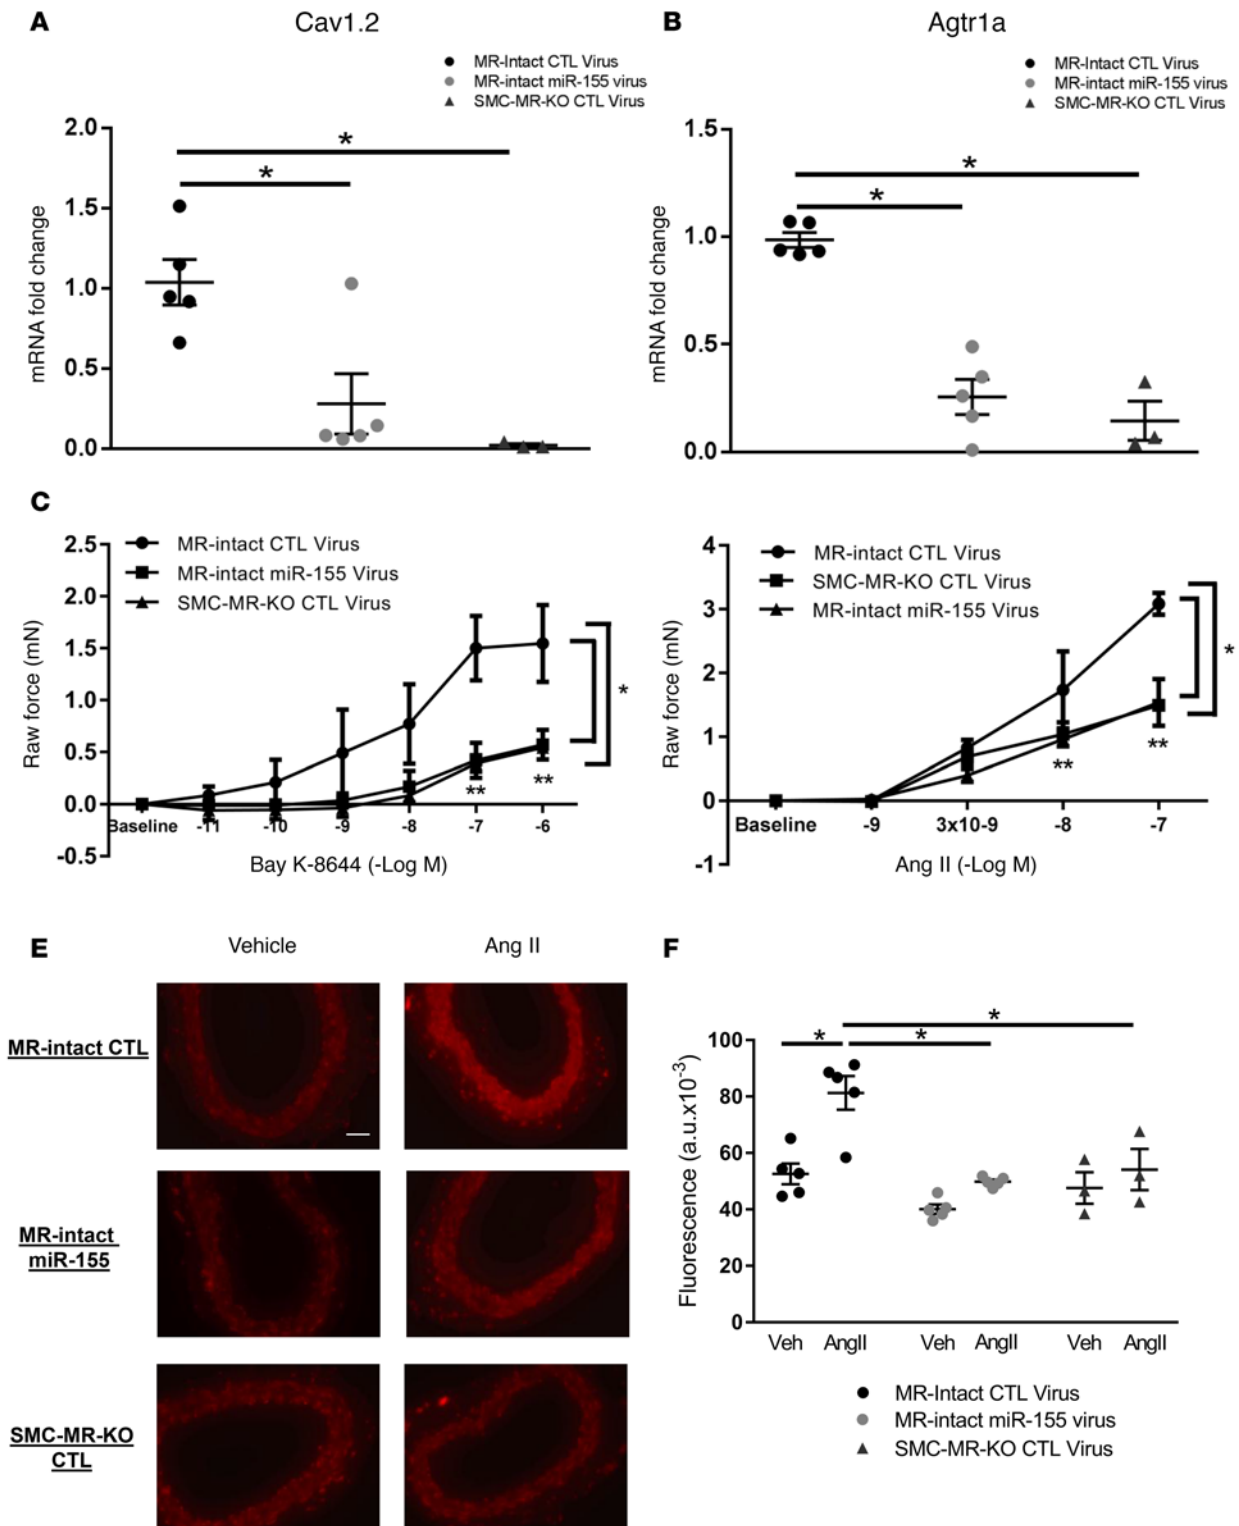 A
Cav1.2
MR-Intact CTL Virus
MR-intact miR-155 virus
SMC-MR-KO CTL Virus
mRNA fold change
2.0
1.5
1.0
0.5
0.0
*
*
B
Agtr1a
MR-Intact CTL Virus
MR-intact miR-155 virus
SMC-MR-KO CTL Virus
mRNA fold change
1.5
1.0
0.5
0.0
*
*
C
MR-intact CTL Virus
MR-intact miR-155 Virus
SMC-MR-KO CTL Virus
Raw force (mN)
2.5
2.0
1.5
1.0
0.5
0.0
-0.5
*
** **
Baseline -11 -10 -9 -8 -7 -6
Bay K-8644 (-Log M)
MR-intact CTL Virus
SMC-MR-KO CTL Virus
MR-intact miR-155 Virus
Raw force (mN)
4
3
2
1
0
-1
*
** **
Baseline -9 3x10-9 -8 -7
Ang II (-Log M)
E
Vehicle Ang II
MR-intact CTL
MR-intact
miR-155
SMC-MR-KO
CTL
F
Fluorescence (a.u.x10-3)
100
80
60
40
20
0
* * *
Veh AngII Veh AngII Veh AngII
MR-Intact CTL Virus
MR-intact miR-155 virus
SMC-MR-KO CTL Virus